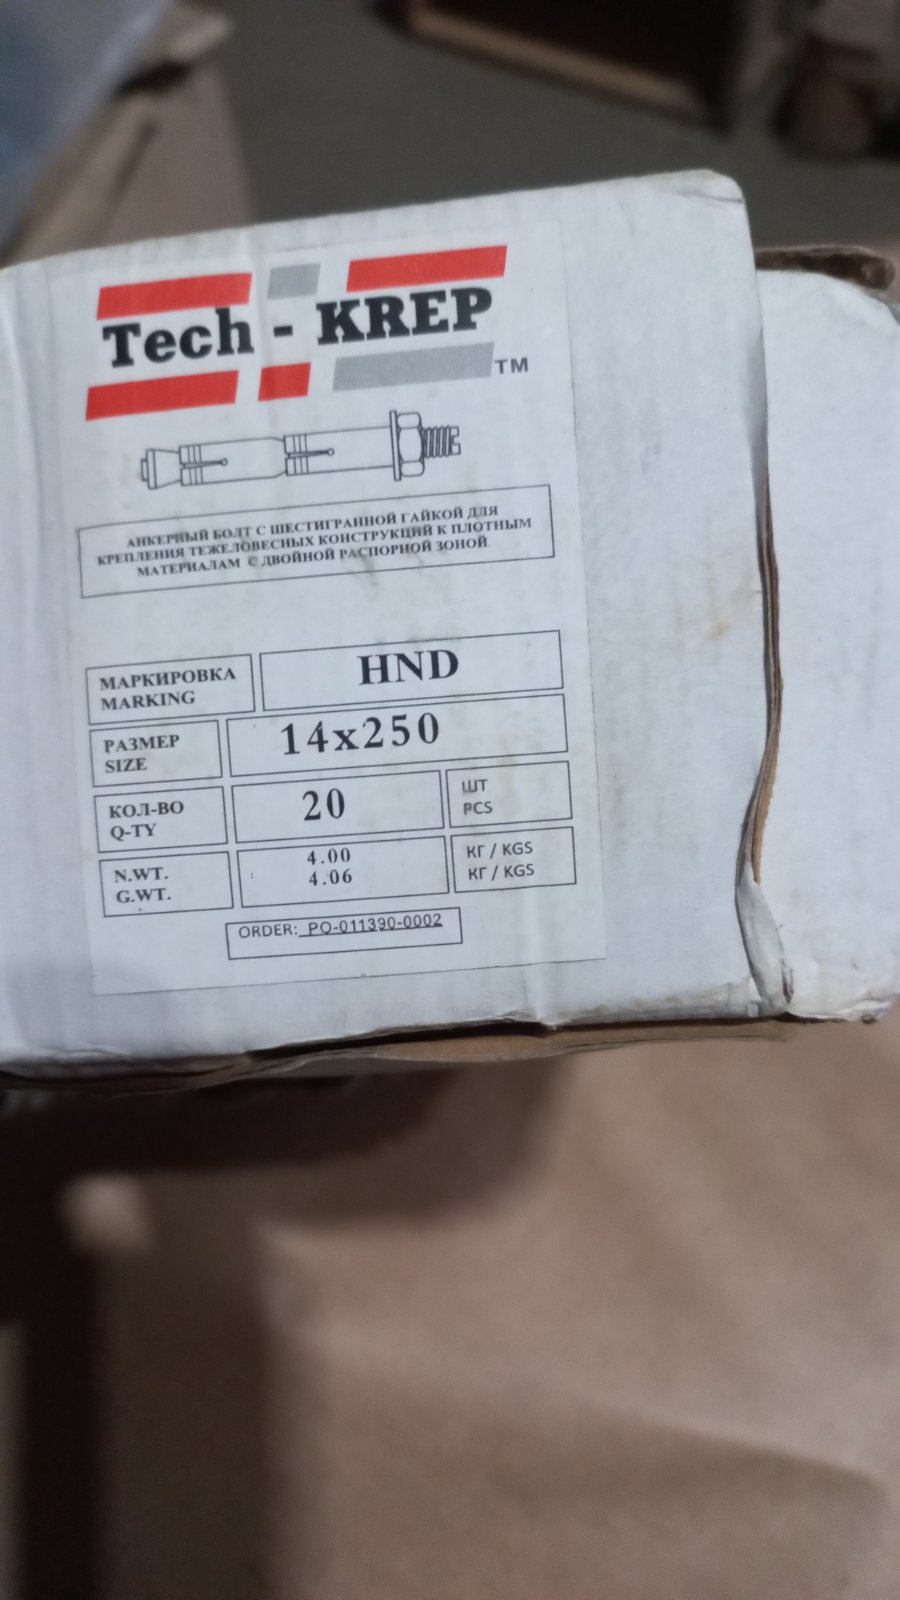 Tech - KREP
TM
АНКЕРНЫЙ БОЛТ С ШЕСТИГРАННОЙ ГАЙКОЙ ДЛЯ
КРЕПЛЕНИЯ ТЯЖЕЛОВЕСНЫХ КОНСТРУКЦИЙ К ПЛОТНЫМ
МАТЕРИАЛАМ С ДВОЙНОЙ РАСПОРНОЙ ЗОНОЙ.
МАРКИРОВКА
MARKING
HND
РАЗМЕР
SIZE
14x250
КОЛ-ВО
Q-TY
20
ШТ
PCS
N.WT.
G.WT.
4.00
4.06
КГ / KGS
КГ / KGS
ORDER: PO-011390-0002